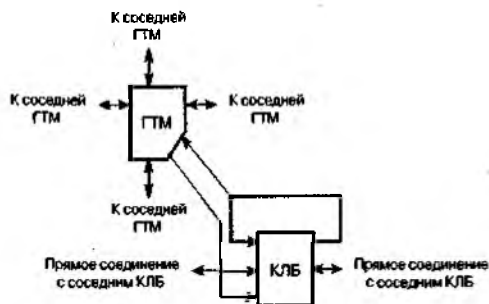 К соседней
ГТМ
К соседней
ГТМ
ГТМ
К соседней
ГТМ
К соседней
ГТМ
Прямое соединение
с соседним КЛБ
КЛБ
Прямое соединение
с соседним КЛБ